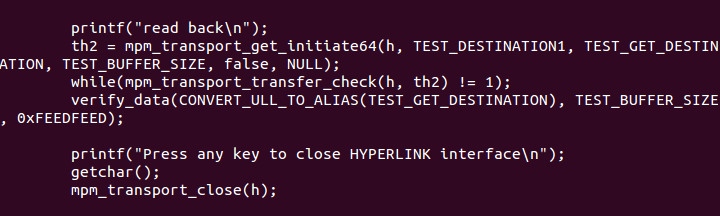 printf("read back\n");
th2 = mpm_transport_get_initiate64(h, TEST_DESTINATION1, TEST_GET_DESTIN
ATION, TEST_BUFFER_SIZE, false, NULL);
while(mpm_transport_transfer_check(h, th2) != 1);
verify_data(CONVERT_ULL_TO_ALIAS(TEST_GET_DESTINATION), TEST_BUFFER_SIZE
, 0xFEEDFEED);
printf("Press any key to close HYPERLINK interface\n");
getchar();
mpm_transport_close(h);